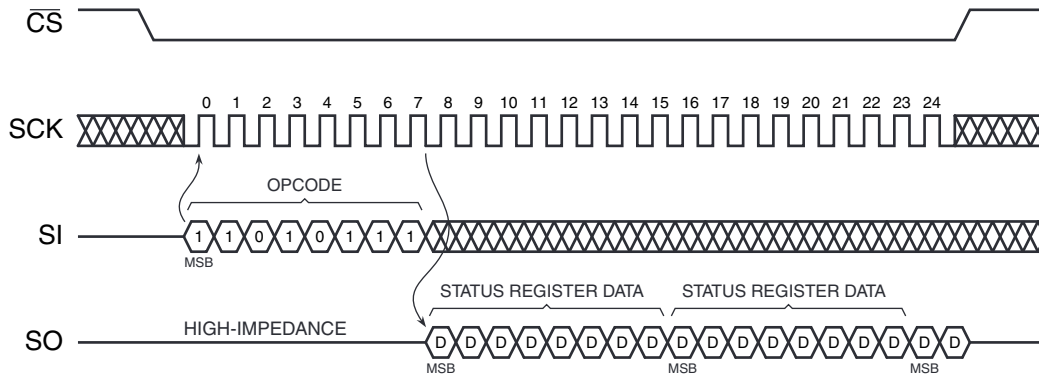 CS
SCK 0 1 2 3 4 5 6 7 8 9 10 11 12 13 14 15 16 17 18 19 20 21 22 23 24
OPCODE
SI 1 1 0 1 0 1 1 1
MSB
STATUS REGISTER DATA STATUS REGISTER DATA
SO HIGH-IMPEDANCE D D D D D D D D D D D D D D D D D D
MSB MSB MSB